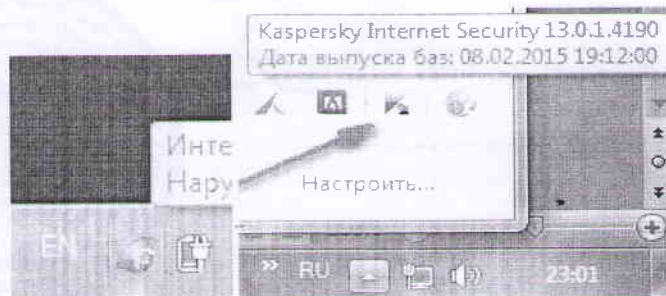 Kaspersky Internet Security 13.0.1.4190
Дата выпуска баз: 08.02.2015 19:12:00
Инте
Нару
Настроить...
EN
RU
23:01